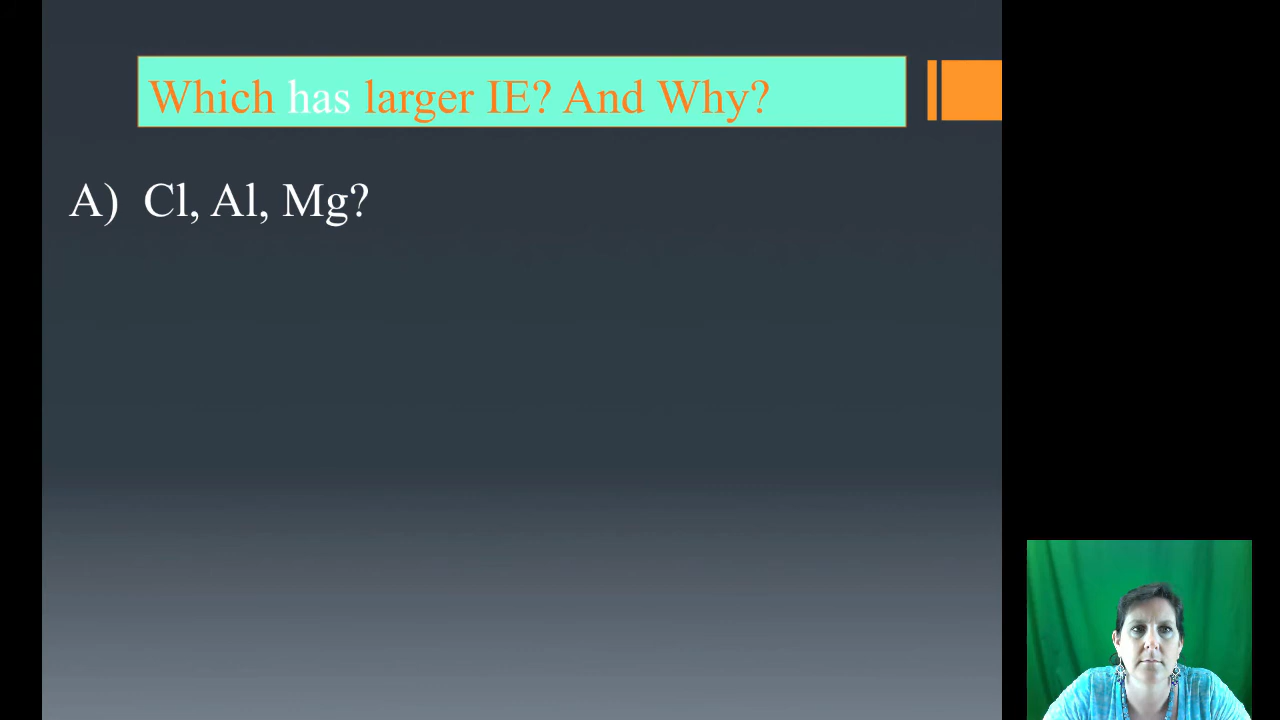 Which has larger IE? And Why?
A) Cl, Al, Mg?